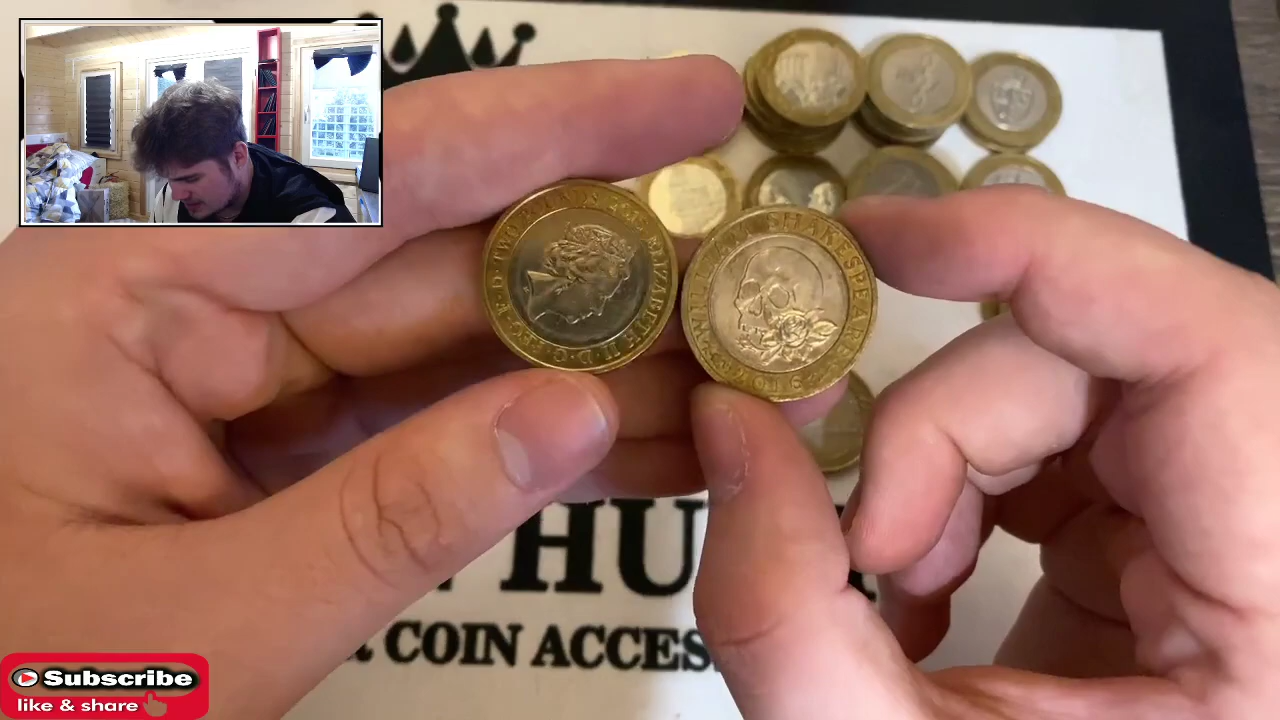 TWO POUNDS
ELIZABETH II · D · G · REG · F · D ·
WILLIAM SHAKESPEARE
2016
HU
COIN ACCES
Subscribe
like & share